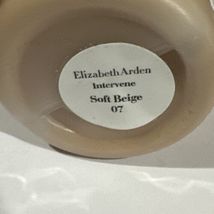 Elizabeth Arden
Intervene
Soft Beige
07